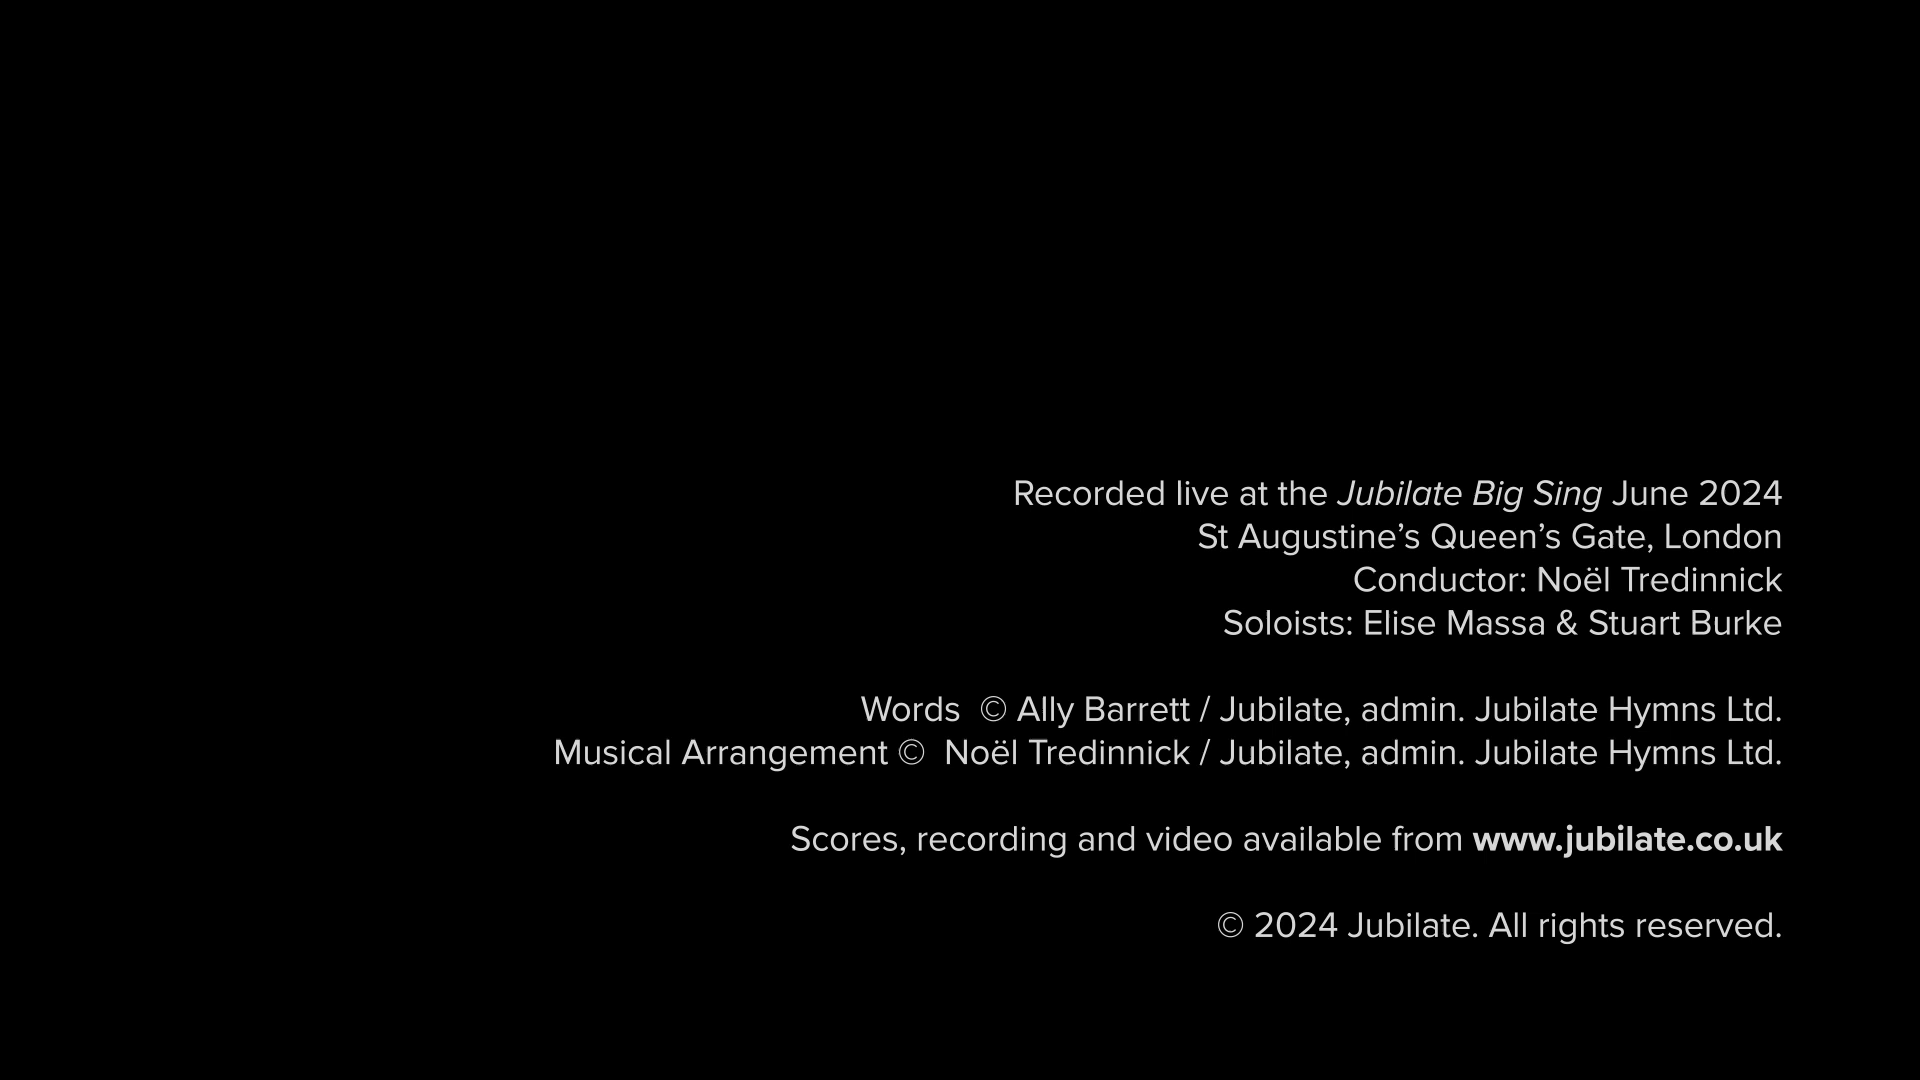 Recorded live at the Jubilate Big Sing June 2024
St Augustine’s Queen’s Gate, London
Conductor: Noël Tredinnick
Soloists: Elise Massa & Stuart Burke
Words © Ally Barrett / Jubilate, admin. Jubilate Hymns Ltd.
Musical Arrangement © Noël Tredinnick / Jubilate, admin. Jubilate Hymns Ltd.
Scores, recording and video available from www.jubilate.co.uk
© 2024 Jubilate. All rights reserved.